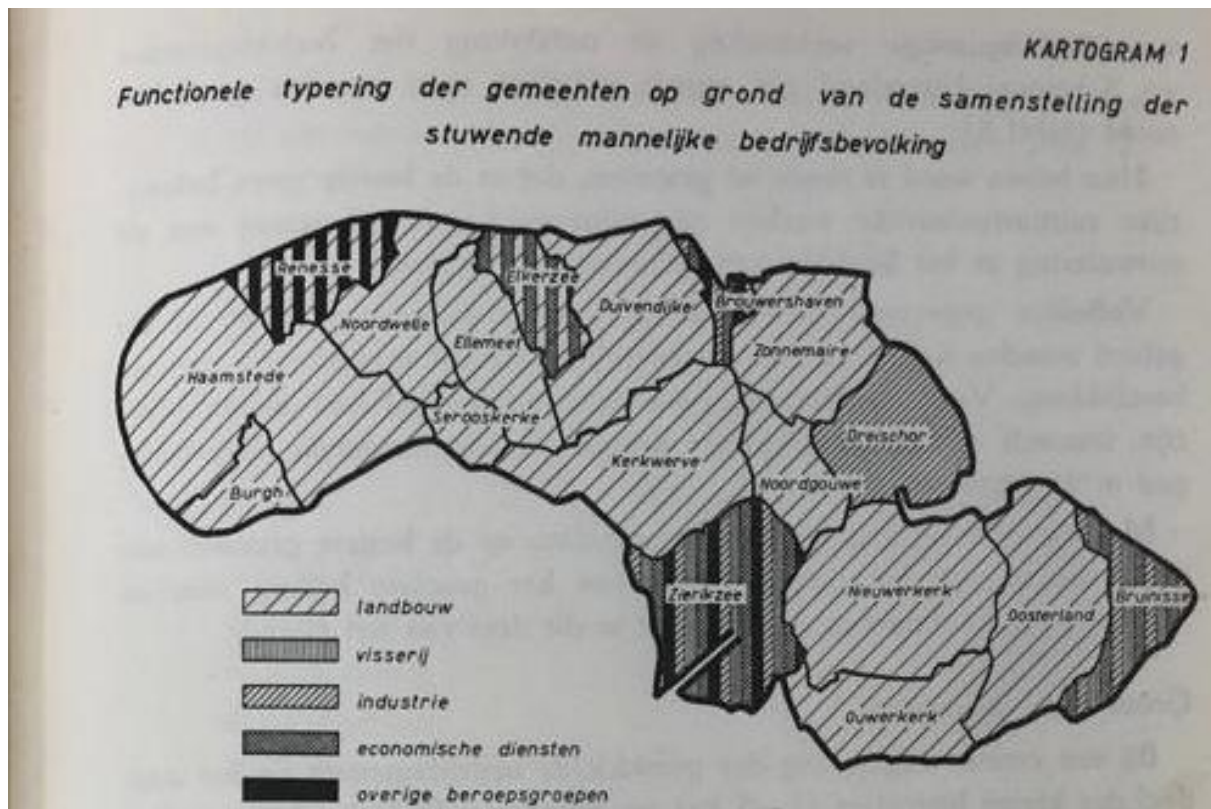 KARTOGRAM 1
Functionele typering der gemeenten op grond van de samenstelling der
stuwende mannelijke bedrijfsbevolking
Renesse
Elkerzee
Noordwelle
Duivendijke
Brouwershaven
Ellemeet
Zonnemaire
Haamstede
Serooskerke
Dreischor
Kerkwerve
Noordgouwe
Burgh
Zierikzee
Nieuwerkerk
Bruinisse
Oosterland
Ouwerkerk
landbouw
visserij
industrie
economische diensten
overige beroepsgroepen